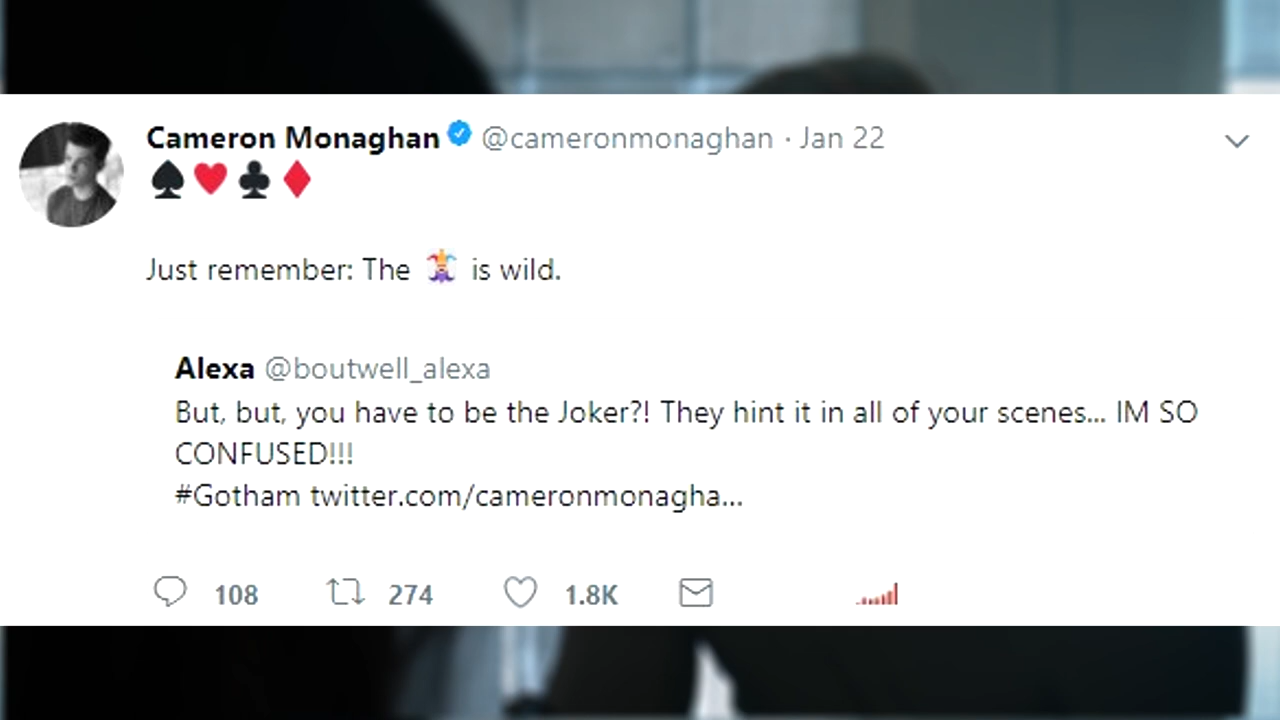 Cameron Monaghan @cameronmonaghan · Jan 22
♠♥♣♦
Just remember: The 🃏 is wild.
Alexa @boutwell_alexa
But, but, you have to be the Joker?! They hint it in all of your scenes... IM SO
CONFUSED!!!
#Gotham twitter.com/cameronmonagha...
108 274 1.8K